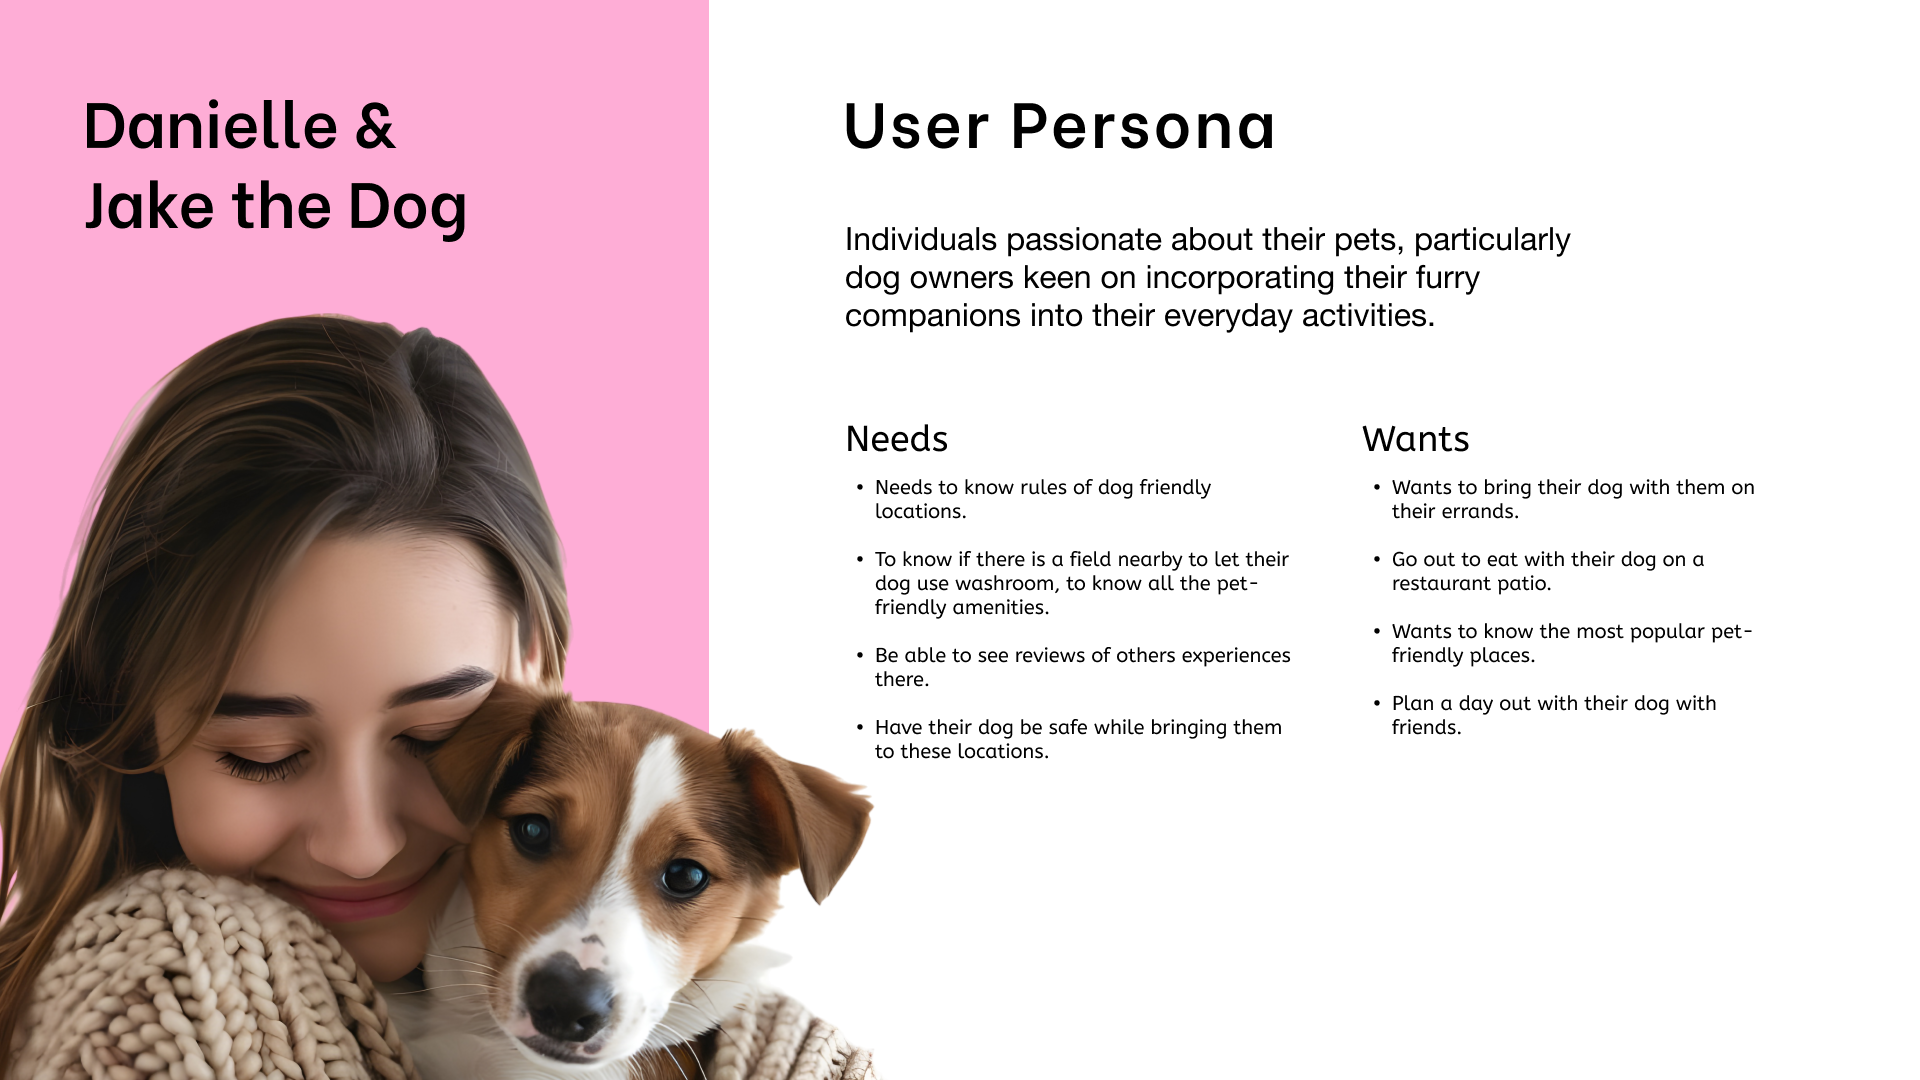 Danielle &
Jake the Dog
User Persona
Individuals passionate about their pets, particularly
dog owners keen on incorporating their furry
companions into their everyday activities.
Needs
• Needs to know rules of dog friendly
locations.
• To know if there is a field nearby to let their
dog use washroom, to know all the pet-
friendly amenities.
• Be able to see reviews of others experiences
there.
• Have their dog be safe while bringing them
to these locations.
Wants
• Wants to bring their dog with them on
their errands.
• Go out to eat with their dog on a
restaurant patio.
• Wants to know the most popular pet-
friendly places.
• Plan a day out with their dog with
friends.